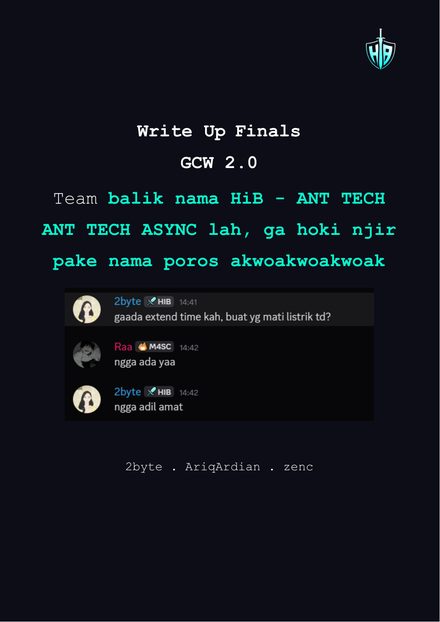 HiB
Write Up Finals
GCW 2.0
Team balik nama HiB - ANT TECH
ANT TECH ASYNC lah, ga hoki njir
pake nama poros akwoakwoakwoak
2byte HIB 14:41
gaada extend time kah, buat yg mati listrik td?
Raa M4SC 14:42
ngga ada yaa
2byte HIB 14:42
ngga adil amat
2byte . AriqArdian . zenc